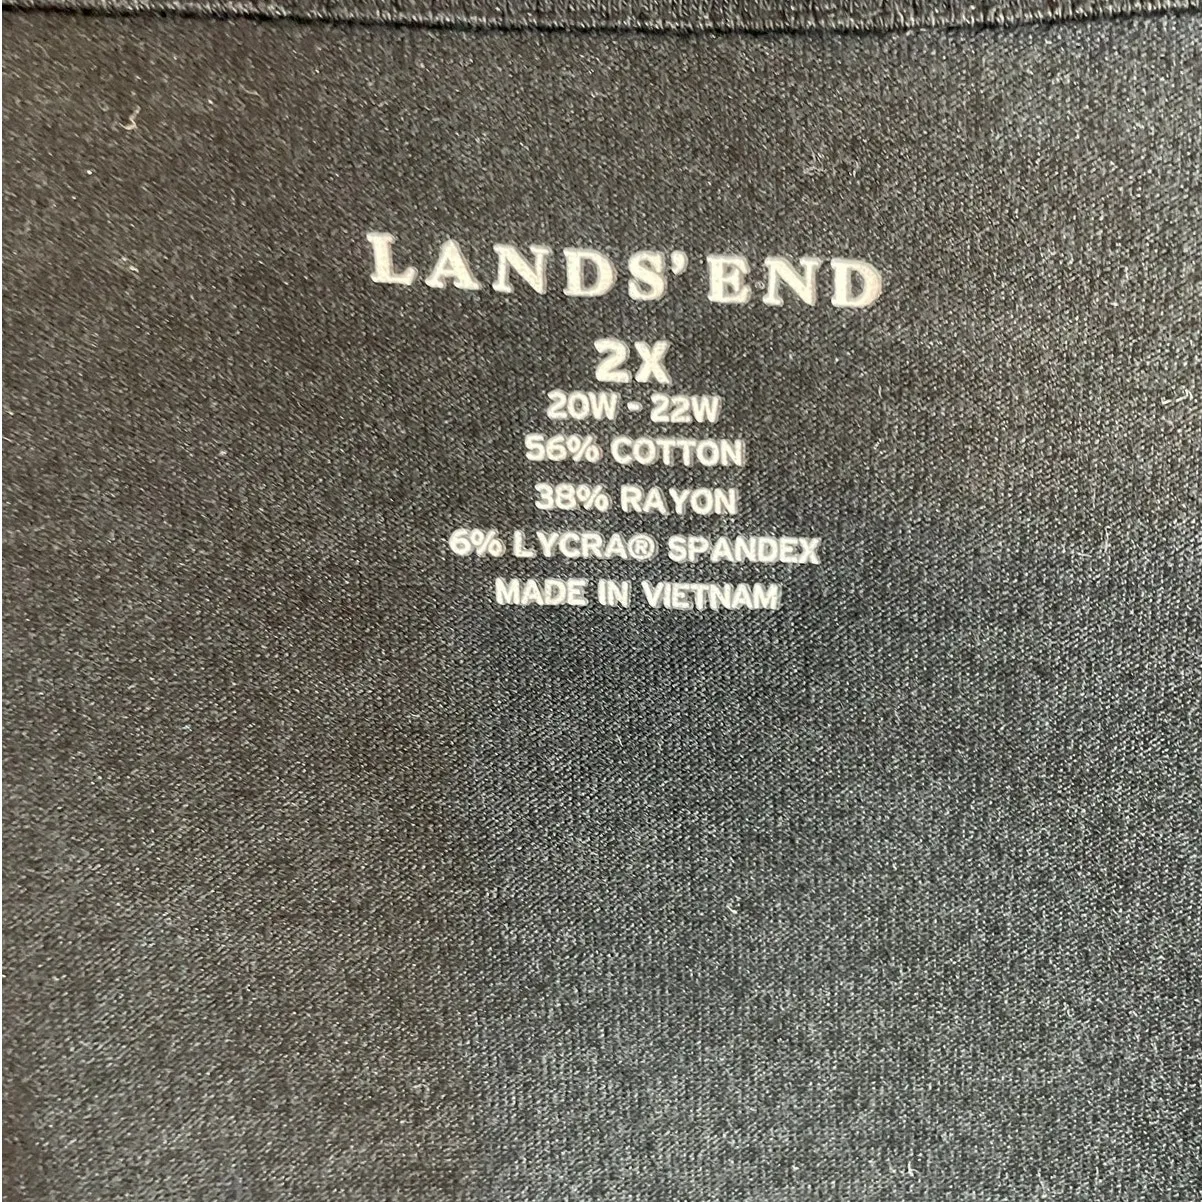 LANDS' END
2X
20W - 22W
56% COTTON
38% RAYON
6% LYCRA® SPANDEX
MADE IN VIETNAM